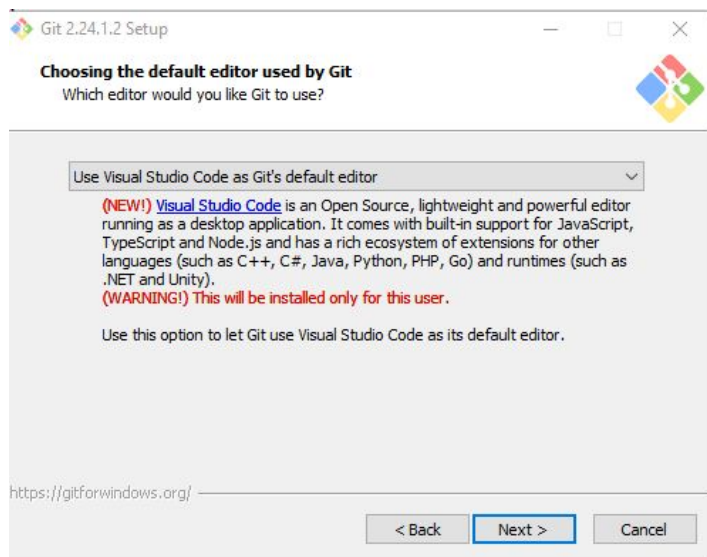 Git 2.24.1.2 Setup
Choosing the default editor used by Git
Which editor would you like Git to use?
Use Visual Studio Code as Git's default editor
(NEW!) Visual Studio Code is an Open Source, lightweight and powerful editor
running as a desktop application. It comes with built-in support for JavaScript,
TypeScript and Node.js and has a rich ecosystem of extensions for other
languages (such as C++, C#, Java, Python, PHP, Go) and runtimes (such as
.NET and Unity).
(WARNING!) This will be installed only for this user.
Use this option to let Git use Visual Studio Code as its default editor.
https://gitforwindows.org/
< Back Next > Cancel